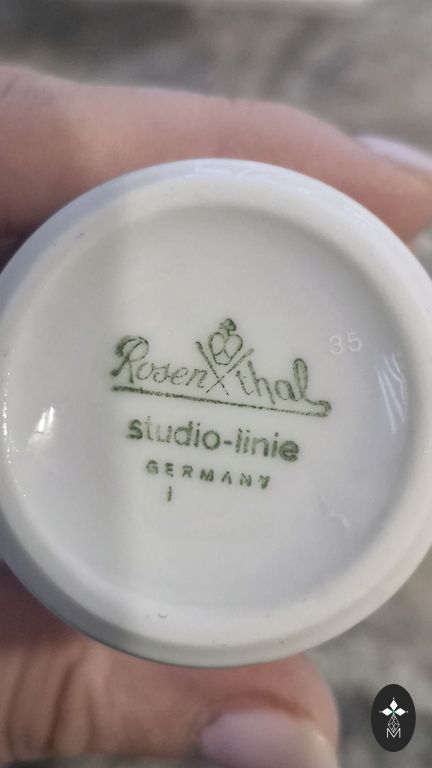 35
Rosenthal
studio-linie
GERMANY
M